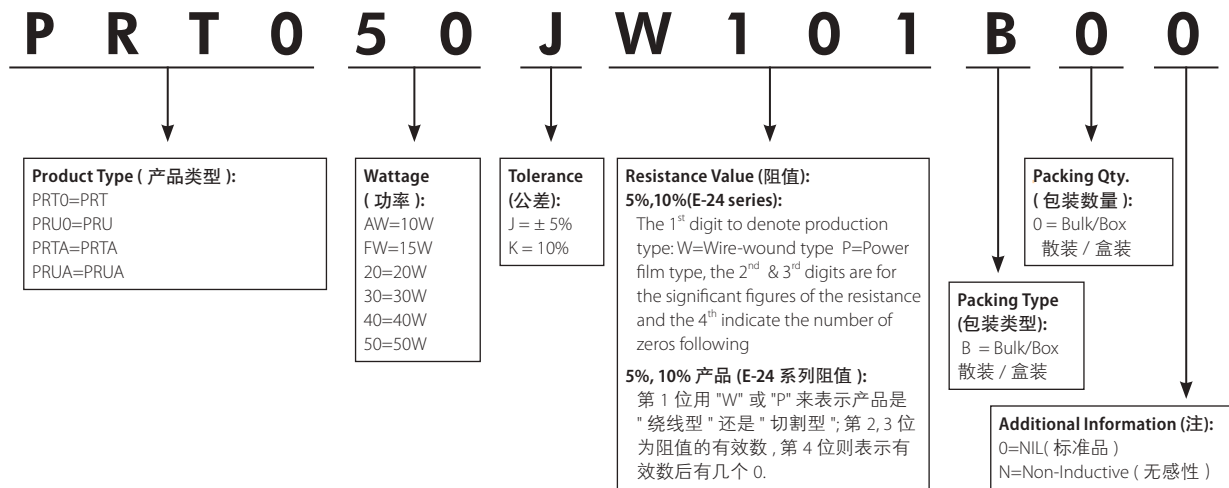 P R T 0 5 0 J W 1 0 1 B 0 0
Product Type ( 产品类型 ):
PRT0=PRT
PRU0=PRU
PRTA=PRTA
PRUA=PRUA
Wattage
( 功率 ):
AW=10W
FW=15W
20=20W
30=30W
40=40W
50=50W
Tolerance
(公差):
J = ± 5%
K = 10%
Resistance Value (阻值):
5%,10%(E-24 series):
The 1st digit to denote production
type: W=Wire-wound type P=Power
film type, the 2nd & 3rd digits are for
the significant figures of the resistance
and the 4th indicate the number of
zeros following
5%, 10% 产品 (E-24 系列阻值 ):
第 1 位用 "W" 或 "P" 来表示产品是
" 绕线型 " 还是 " 切割型 "; 第 2, 3 位
为阻值的有效数 , 第 4 位则表示有
效数后有几个 0.
Packing Type
(包装类型):
B = Bulk/Box
散装 / 盒装
Packing Qty.
( 包装数量 ):
0 = Bulk/Box
散装 / 盒装
Additional Information (注):
0=NIL( 标准品 )
N=Non-Inductive ( 无感性 )